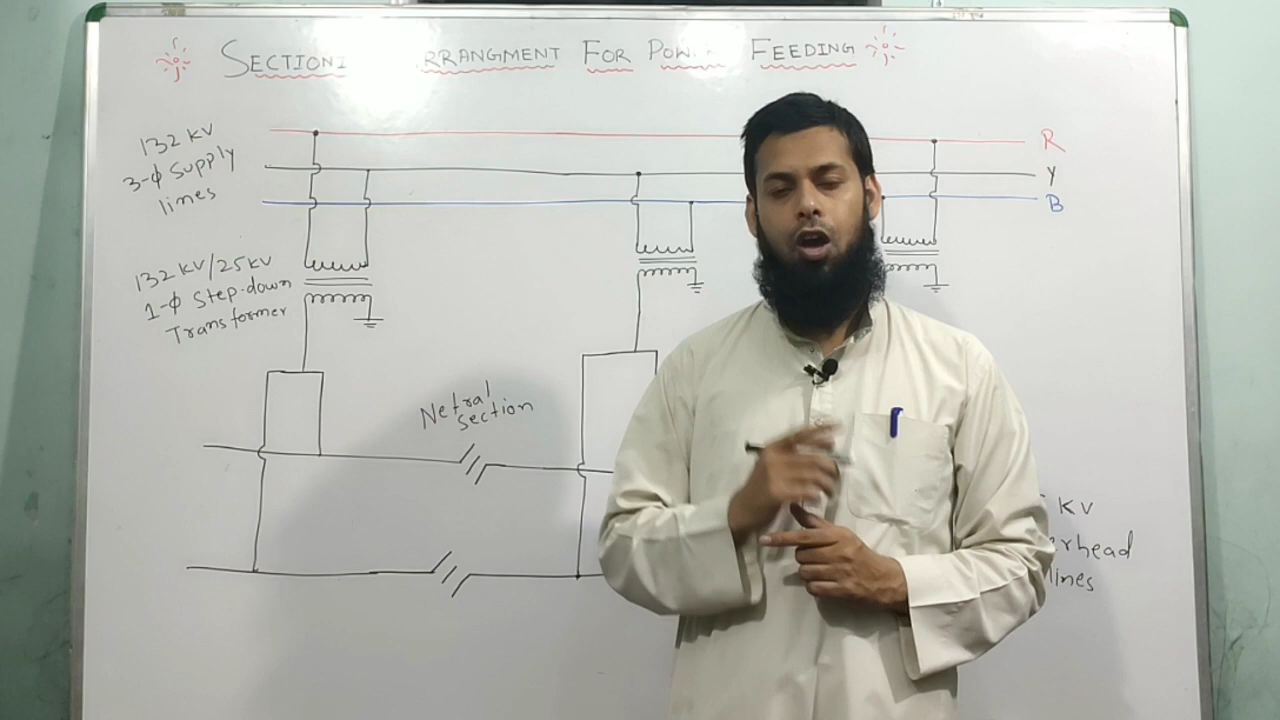 SECTIONI RRANGMENT FOR POW FEEDING
132 kV
3-ϕ Supply
lines
R
Y
B
132 kV/25kV
1-ϕ Step-down
Transformer
Netral
section
kV
erhead
lines